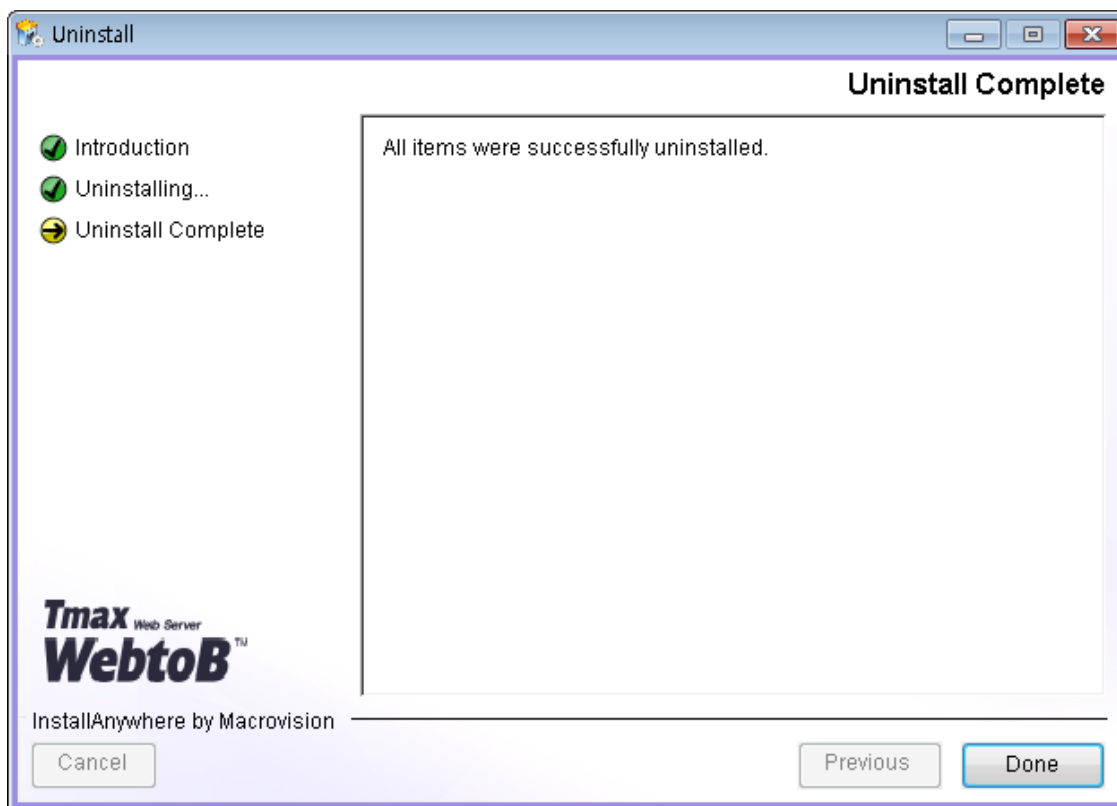 Uninstall
Uninstall Complete
Introduction
Uninstalling...
Uninstall Complete
All items were successfully uninstalled.
Tmax Web Server
WebtoB™
InstallAnywhere by Macrovision
Cancel
Previous
Done